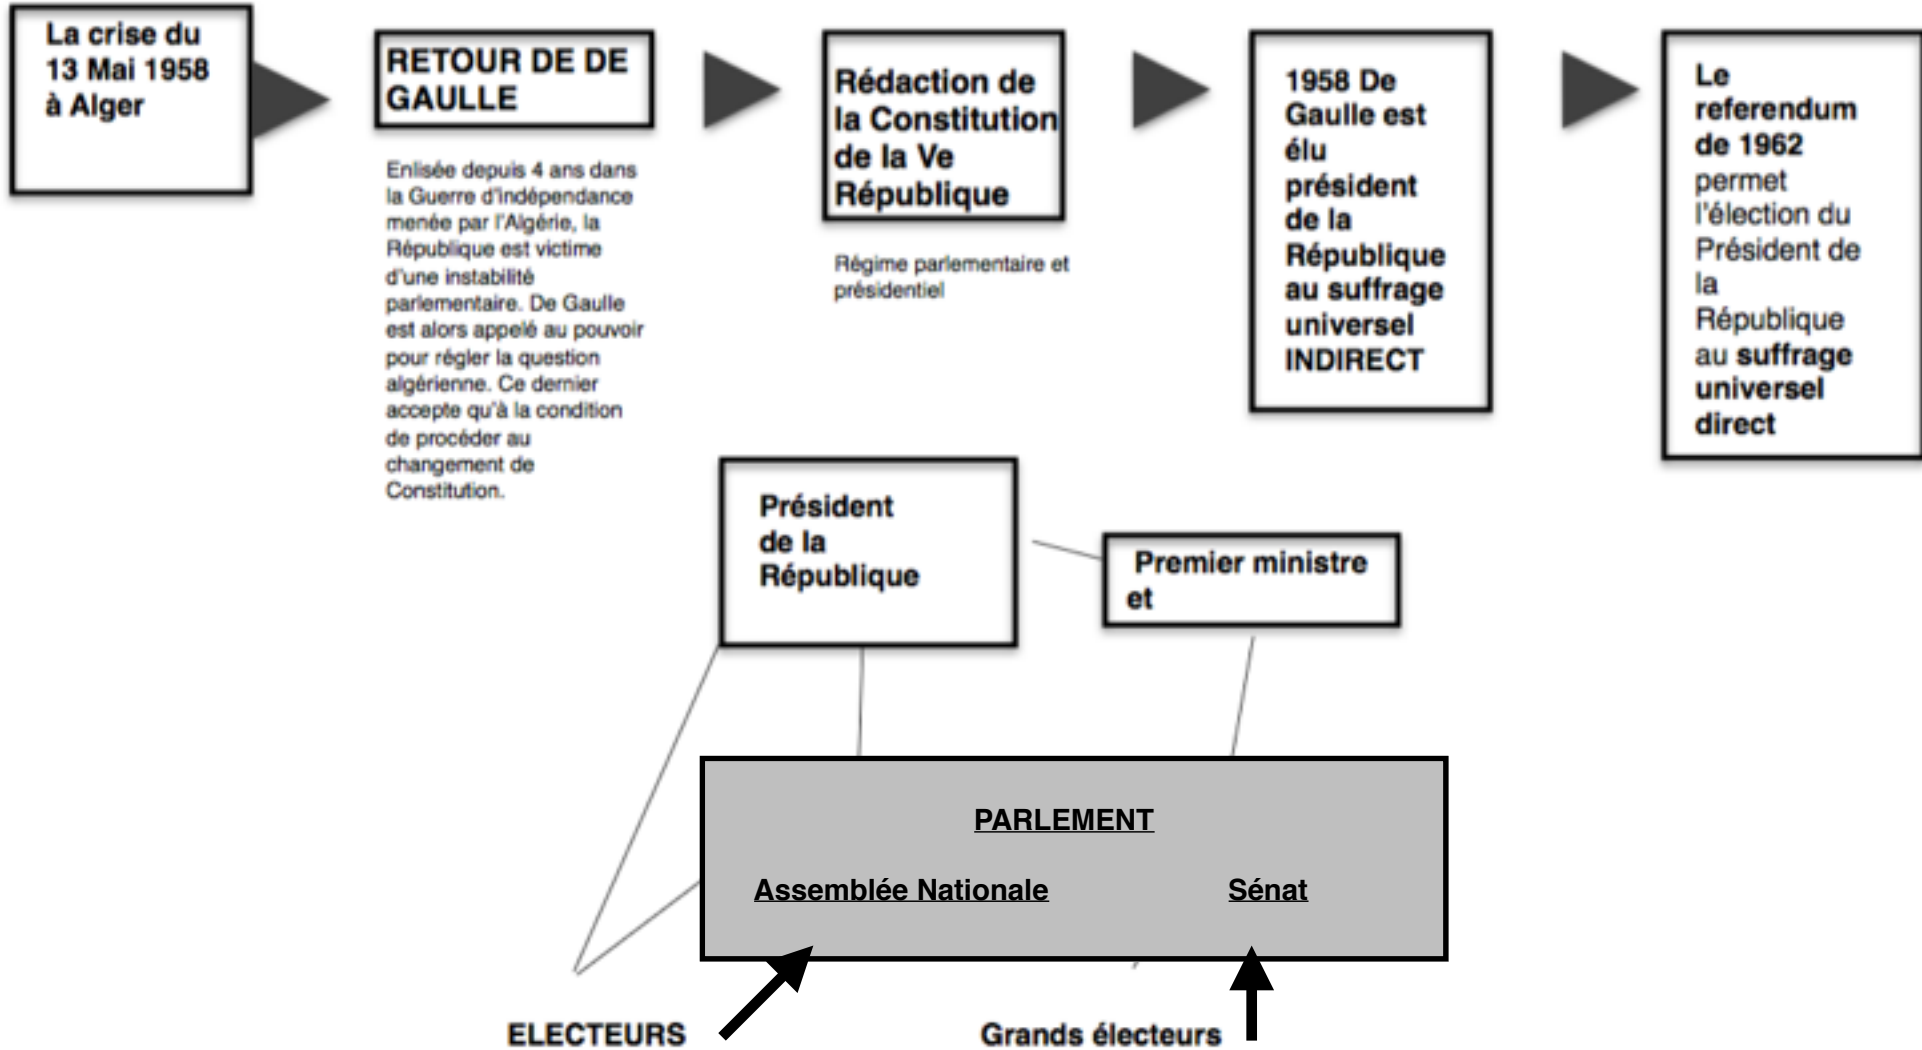 La crise du
13 Mai 1958
à Alger
RETOUR DE DE
GAULLE
Enlisée depuis 4 ans dans
la Guerre d'indépendance
menée par l'Algérie, la
République est victime
d'une instabilité
parlementaire. De Gaulle
est alors appelé au pouvoir
pour régler la question
algérienne. Ce dernier
accepte qu'à la condition
de procéder au
changement de
Constitution.
Rédaction de
la Constitution
de la Ve
République
Régime parlementaire et
présidentiel
1958 De
Gaulle est
élu
président
de la
République
au suffrage
universel
INDIRECT
Le
referendum
de 1962
permet
l'élection du
Président de
la
République
au suffrage
universel
direct
Président
de la
République
Premier ministre
et
PARLEMENT
Assemblée Nationale
Sénat
ELECTEURS
Grands électeurs